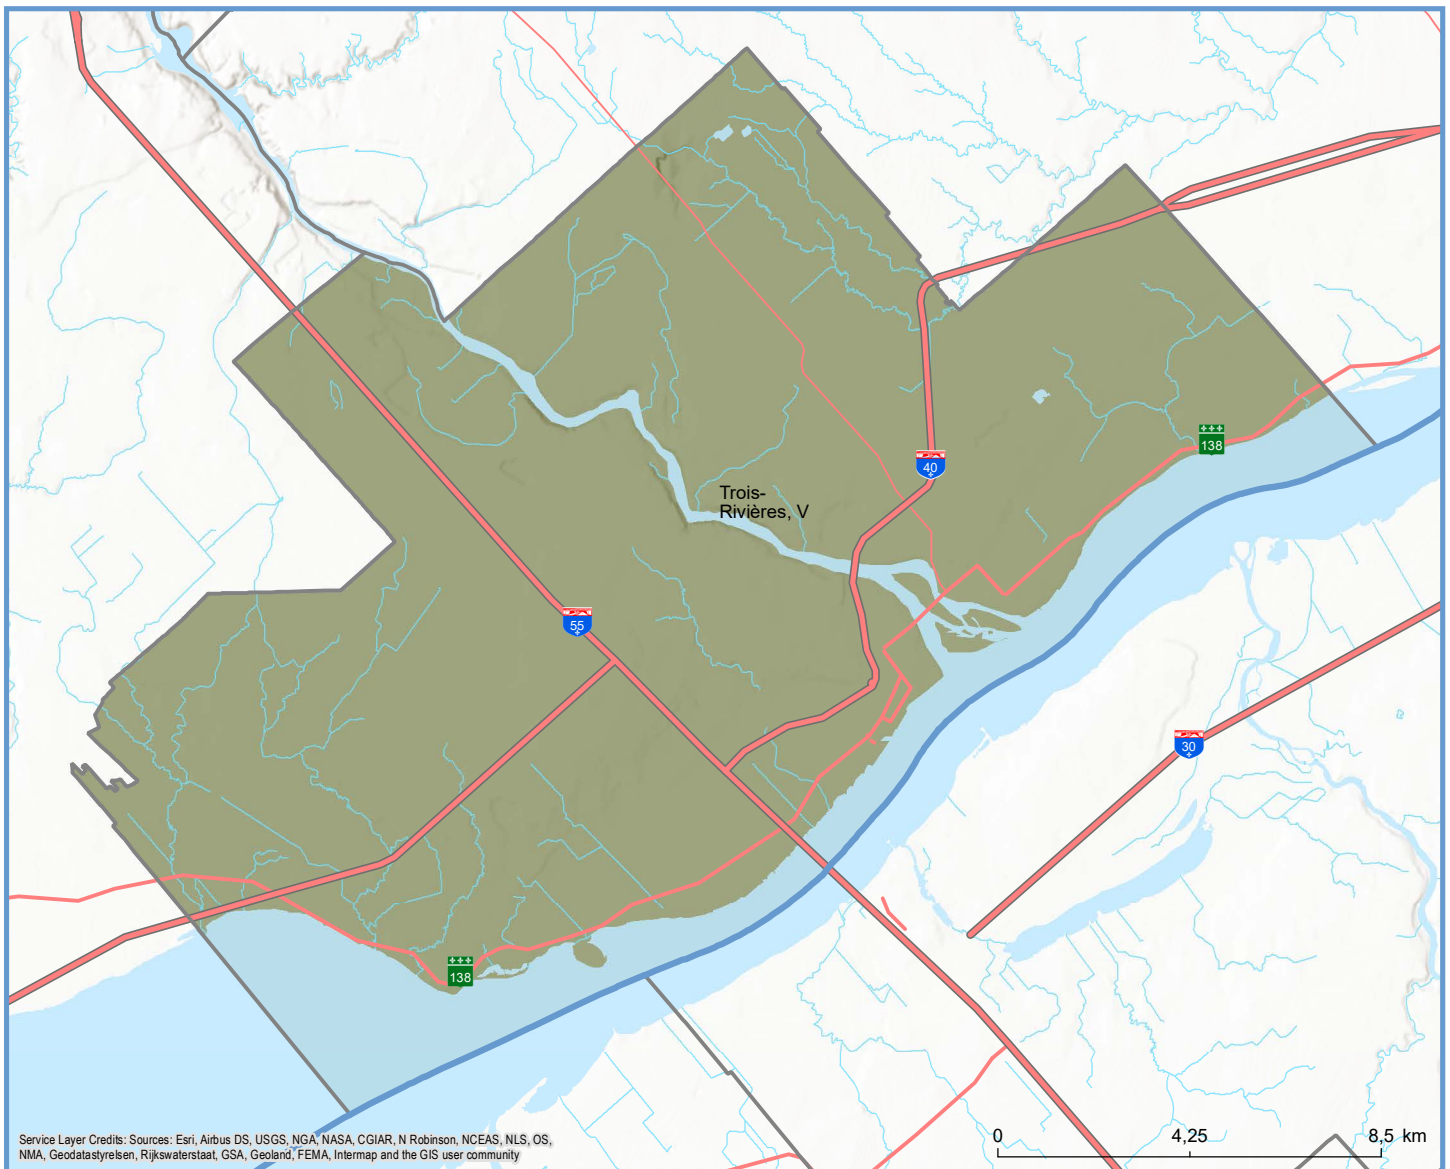 138
40
Trois-
Rivières, V
55
30
138
0 4,25 8,5 km
Service Layer Credits: Sources: Esri, Airbus DS, USGS, NGA, NASA, CGIAR, N Robinson, NCEAS, NLS, OS,
NMA, Geodatastyrelsen, Rijkswaterstaat, GSA, Geoland, FEMA, Intermap and the GIS user community